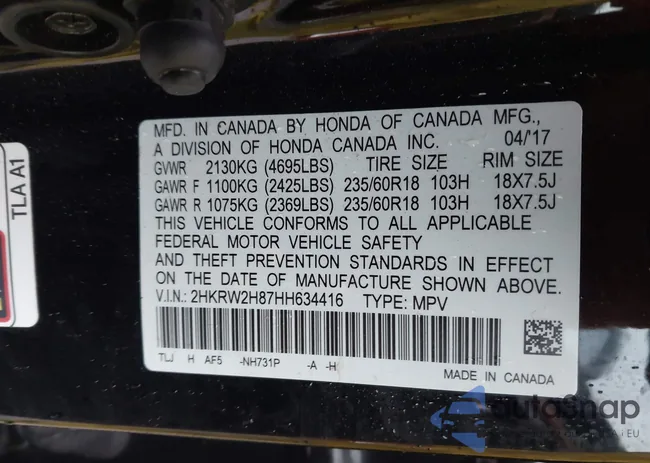 MFD. IN CANADA BY HONDA OF CANADA MFG.,
A DIVISION OF HONDA CANADA INC. 04/'17
GVWR 2130KG (4695LBS) TIRE SIZE RIM SIZE
GAWR F 1100KG (2425LBS) 235/60R18 103H 18X7.5J
GAWR R 1075KG (2369LBS) 235/60R18 103H 18X7.5J
THIS VEHICLE CONFORMS TO ALL APPLICABLE
FEDERAL MOTOR VEHICLE SAFETY
AND THEFT PREVENTION STANDARDS IN EFFECT
ON THE DATE OF MANUFACTURE SHOWN ABOVE.
V.I.N.: 2HKRW2H87HH634416 TYPE: MPV
TLJ H AF5 -NH731P -A -H
MADE IN CANADA
TLA A1
autosnap
EU